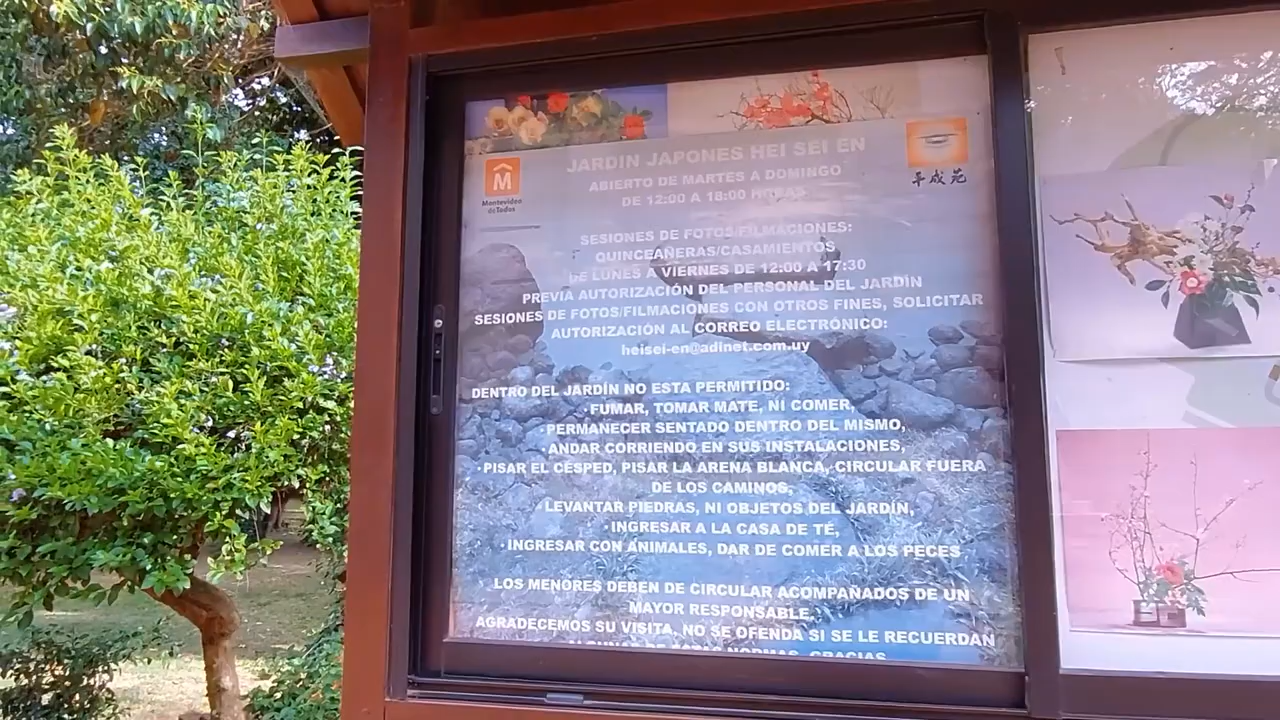 JARDIN JAPONES HEI SEI EN
M
Montevideo
de Todos
平成苑
ABIERTO DE MARTES A DOMINGO
DE 12:00 A 18:00 HORAS
SESIONES DE FOTOS/FILMACIONES:
QUINCEAÑERAS/CASAMIENTOS
DE LUNES A VIERNES DE 12:00 A 17:30
PREVIA AUTORIZACIÓN DEL PERSONAL DEL JARDÍN
SESIONES DE FOTOS/FILMACIONES CON OTROS FINES, SOLICITAR
AUTORIZACIÓN AL CORREO ELECTRÓNICO:
heisei-en@adinet.com.uy
DENTRO DEL JARDÍN NO ESTA PERMITIDO:
·FUMAR, TOMAR MATE, NI COMER,
·PERMANECER SENTADO DENTRO DEL MISMO,
·ANDAR CORRIENDO EN SUS INSTALACIONES,
·PISAR EL CÉSPED, PISAR LA ARENA BLANCA, CIRCULAR FUERA
DE LOS CAMINOS,
·LEVANTAR PIEDRAS, NI OBJETOS DEL JARDÍN,
·INGRESAR A LA CASA DE TÉ,
·INGRESAR CON ANIMALES, DAR DE COMER A LOS PECES
LOS MENORES DEBEN DE CIRCULAR ACOMPAÑADOS DE UN
MAYOR RESPONSABLE.
AGRADECEMOS SU VISITA, NO SE OFENDA SI SE LE RECUERDAN
ALGUNAS DE ESTAS NORMAS. GRACIAS